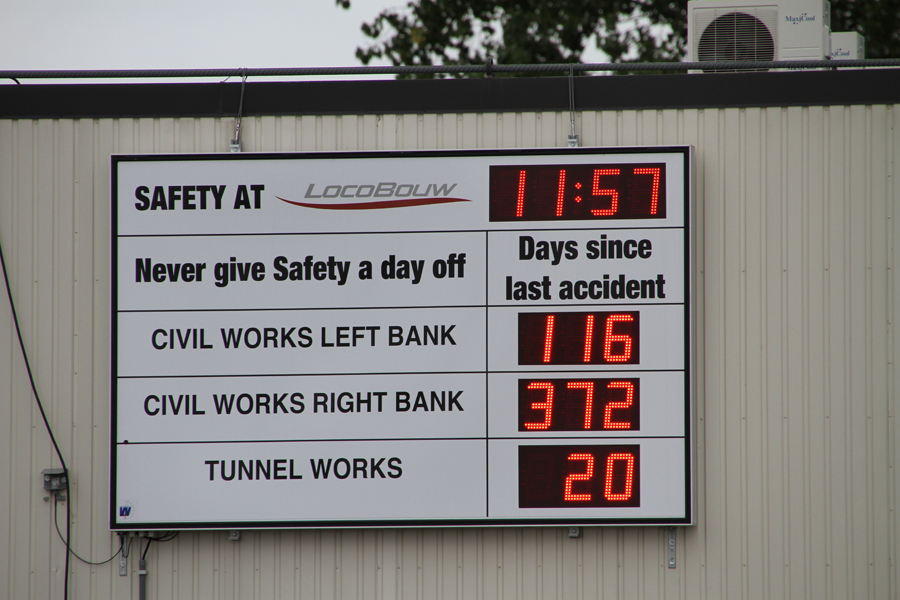 MaxiCool
SAFETY AT LOCOBOUW 11:57
Never give Safety a day off
Days since
last accident
CIVIL WORKS LEFT BANK 116
CIVIL WORKS RIGHT BANK 372
TUNNEL WORKS 20
W